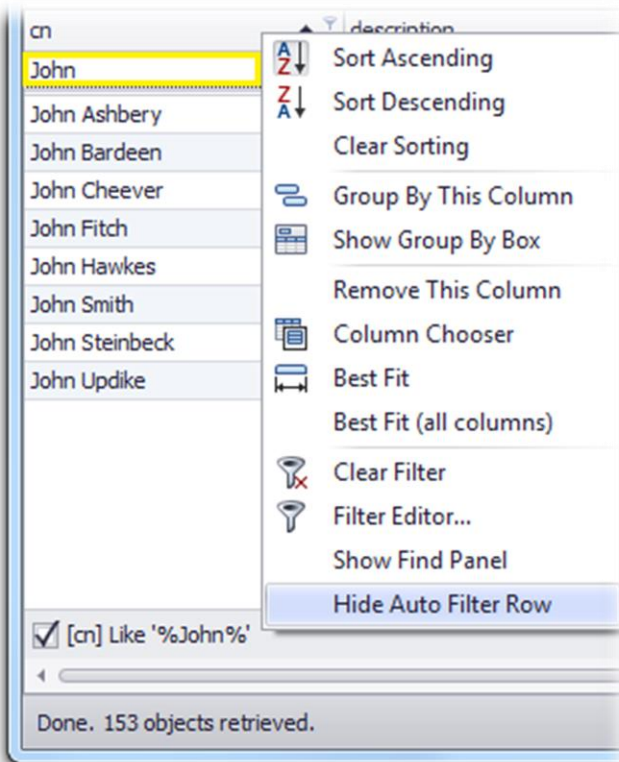 cn
description
John
John Ashbery
John Bardeen
John Cheever
John Fitch
John Hawkes
John Smith
John Steinbeck
John Updike
A
Z
Sort Ascending
Z
A
Sort Descending
Clear Sorting
Group By This Column
Show Group By Box
Remove This Column
Column Chooser
Best Fit
Best Fit (all columns)
Clear Filter
Filter Editor...
Show Find Panel
Hide Auto Filter Row
[cn] Like '%John%'
Done. 153 objects retrieved.